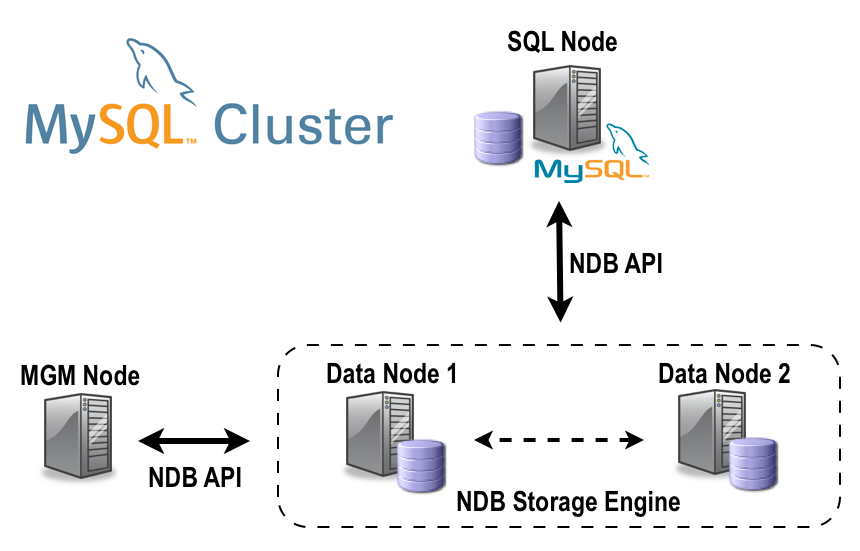 SQL Node
MySQL™ Cluster
MySQL™
NDB API
MGM Node
Data Node 1
Data Node 2
NDB API
NDB Storage Engine